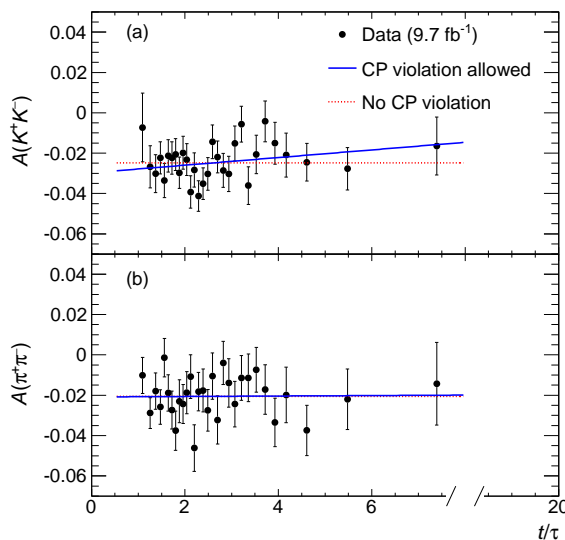 0.04
(a)
Data (9.7 fb⁻¹)
0.02
CP violation allowed
0
No CP violation
A(K⁺K⁻)
-0.02
-0.04
-0.06
0.04
(b)
0.02
0
A(π⁺π⁻)
-0.02
-0.04
-0.06
0 2 4 6 20
t/τ